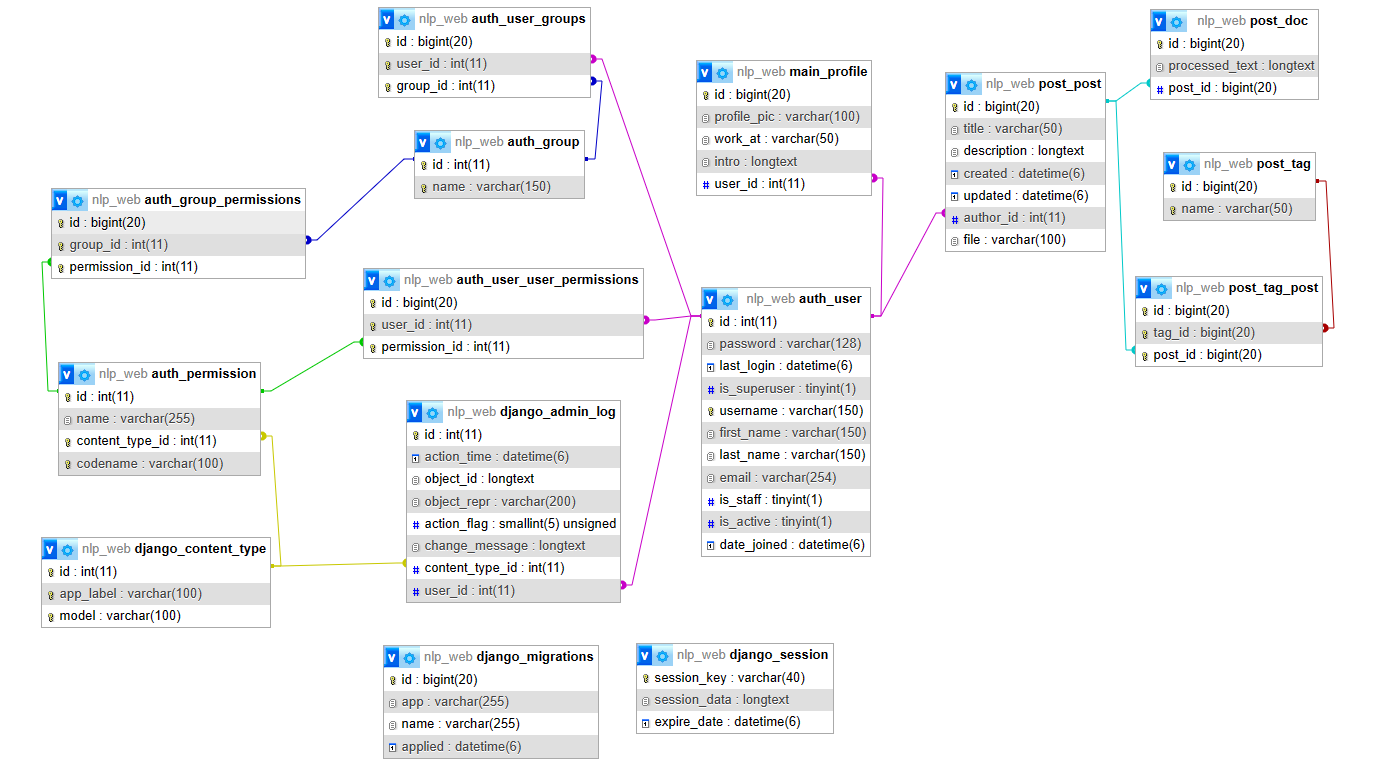 nlp_web auth_user_groups
id : bigint(20)
user_id : int(11)
group_id : int(11)
nlp_web auth_group
id : int(11)
name : varchar(150)
nlp_web auth_group_permissions
id : bigint(20)
group_id : int(11)
permission_id : int(11)
nlp_web auth_user_user_permissions
id : bigint(20)
user_id : int(11)
permission_id : int(11)
nlp_web auth_permission
id : int(11)
name : varchar(255)
content_type_id : int(11)
codename : varchar(100)
nlp_web django_admin_log
id : int(11)
action_time : datetime(6)
object_id : longtext
object_repr : varchar(200)
action_flag : smallint(5) unsigned
change_message : longtext
content_type_id : int(11)
user_id : int(11)
nlp_web django_content_type
id : int(11)
app_label : varchar(100)
model : varchar(100)
nlp_web django_migrations
id : bigint(20)
app : varchar(255)
name : varchar(255)
applied : datetime(6)
nlp_web django_session
session_key : varchar(40)
session_data : longtext
expire_date : datetime(6)
nlp_web main_profile
id : bigint(20)
profile_pic : varchar(100)
work_at : varchar(50)
intro : longtext
user_id : int(11)
nlp_web auth_user
id : int(11)
password : varchar(128)
last_login : datetime(6)
is_superuser : tinyint(1)
username : varchar(150)
first_name : varchar(150)
last_name : varchar(150)
email : varchar(254)
is_staff : tinyint(1)
is_active : tinyint(1)
date_joined : datetime(6)
nlp_web post_post
id : bigint(20)
title : varchar(50)
description : longtext
created : datetime(6)
updated : datetime(6)
author_id : int(11)
file : varchar(100)
nlp_web post_doc
id : bigint(20)
processed_text : longtext
post_id : bigint(20)
nlp_web post_tag
id : bigint(20)
name : varchar(50)
nlp_web post_tag_post
id : bigint(20)
tag_id : bigint(20)
post_id : bigint(20)